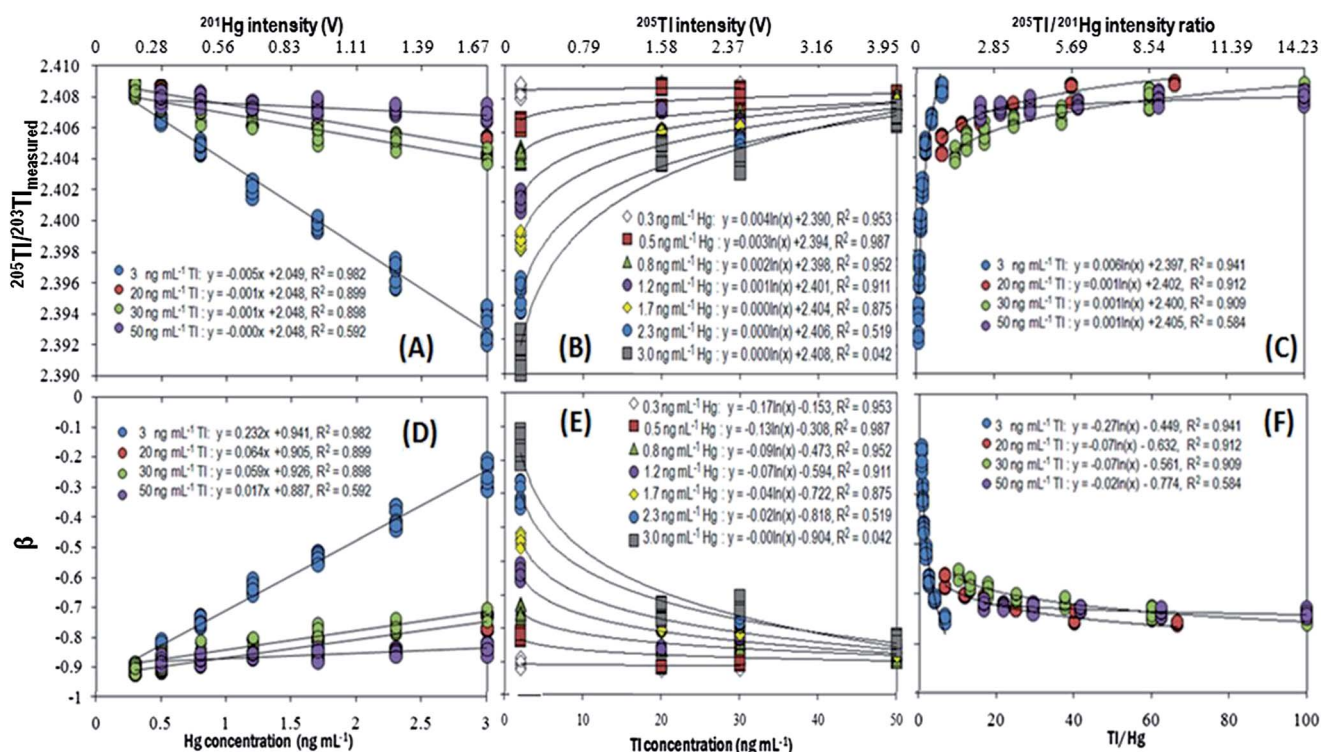 ²⁰¹Hg intensity (V)
0 0.28 0.56 0.83 1.11 1.39 1.67
²⁰⁵Tl intensity (V)
0 0.79 1.58 2.37 3.16 3.95
²⁰⁵Tl/²⁰¹Hg intensity ratio
0 2.85 5.69 8.54 11.39 14.23
²⁰⁵Tl/²⁰³Tl measured
2.410
2.408
2.406
2.404
2.402
2.400
2.398
2.396
2.394
2.392
2.390
3 ng mL⁻¹ Tl: y = -0.005x +2.049, R² = 0.982
20 ng mL⁻¹ Tl : y = -0.001x +2.048, R² = 0.899
30 ng mL⁻¹ Tl : y = -0.001x +2.048, R² = 0.898
50 ng mL⁻¹ Tl : y = -0.000x +2.048, R² = 0.592
(A)
0.3 ng mL⁻¹ Hg: y = 0.004ln(x) +2.390, R² = 0.953
0.5 ng mL⁻¹ Hg : y =0.003ln(x) +2.394, R² = 0.987
0.8 ng mL⁻¹ Hg : y = 0.002ln(x) +2.398, R² = 0.952
1.2 ng mL⁻¹ Hg : y = 0.001ln(x) +2.401, R² = 0.911
1.7 ng mL⁻¹ Hg : y = 0.000ln(x) +2.404, R² = 0.875
2.3 ng mL⁻¹ Hg : y = 0.000ln(x) +2.406, R² = 0.519
3.0 ng mL⁻¹ Hg : y = 0.000ln(x) +2.408, R² = 0.042
(B)
3 ng mL⁻¹ Tl: y = 0.006ln(x) +2.397, R² = 0.941
20 ng mL⁻¹ Tl: y = 0.001ln(x) +2.402, R² = 0.912
30 ng mL⁻¹ Tl: y = 0.001ln(x) +2.400, R² = 0.909
50 ng mL⁻¹ Tl : y = 0.001ln(x) +2.405, R² = 0.584
(C)
β
0
-0.1
-0.2
-0.3
-0.4
-0.5
-0.6
-0.7
-0.8
-0.9
-1
3 ng mL⁻¹ Tl: y = 0.232x +0.941, R² = 0.982
20 ng mL⁻¹ Tl: y = 0.064x +0.905, R² = 0.899
30 ng mL⁻¹ Tl: y = 0.059x +0.926, R² = 0.898
50 ng mL⁻¹ Tl: y = 0.017x +0.887, R² = 0.592
(D)
0.3 ng mL⁻¹ Hg : y = -0.17ln(x) -0.153, R² = 0.953
0.5 ng mL⁻¹ Hg : y = -0.13ln(x) -0.308, R² = 0.987
0.8 ng mL⁻¹ Hg : y = -0.09ln(x) -0.473, R² = 0.952
1.2 ng mL⁻¹ Hg : y = -0.07ln(x) -0.594, R² = 0.911
1.7 ng mL⁻¹ Hg : y = -0.04ln(x) -0.722, R² = 0.875
2.3 ng mL⁻¹ Hg : y = -0.02ln(x) -0.818, R² = 0.519
3.0 ng mL⁻¹ Hg : y = -0.00ln(x) -0.904, R² = 0.042
(E)
3 ng mL⁻¹ Tl: y = -0.27ln(x) - 0.449, R² = 0.941
20 ng mL⁻¹ Tl: y = -0.07ln(x) - 0.632, R² = 0.912
30 ng mL⁻¹ Tl: y = -0.07ln(x) - 0.561, R² = 0.909
50 ng mL⁻¹ Tl: y = -0.02ln(x) - 0.774, R² = 0.584
(F)
0 0.5 1 1.5 2 2.5 3
Hg concentration (ng mL⁻¹)
0 10 20 30 40 50
Tl concentration (ng mL⁻¹)
0 20 40 60 80 100
Tl/Hg